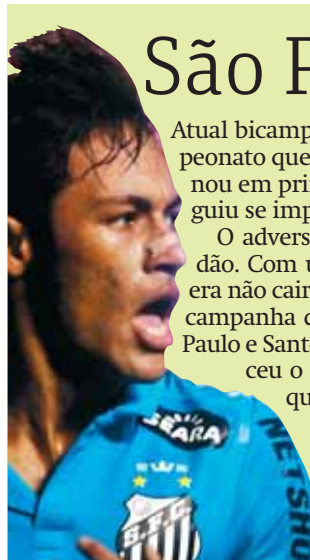 São
Atual bicamp
peonato que
nou em pri
guiu se imp
O advers
dão. Com u
era não cair
campanha d
Paulo e Sant
ceu o
qu
SEARA
NETSHO
S.F.C